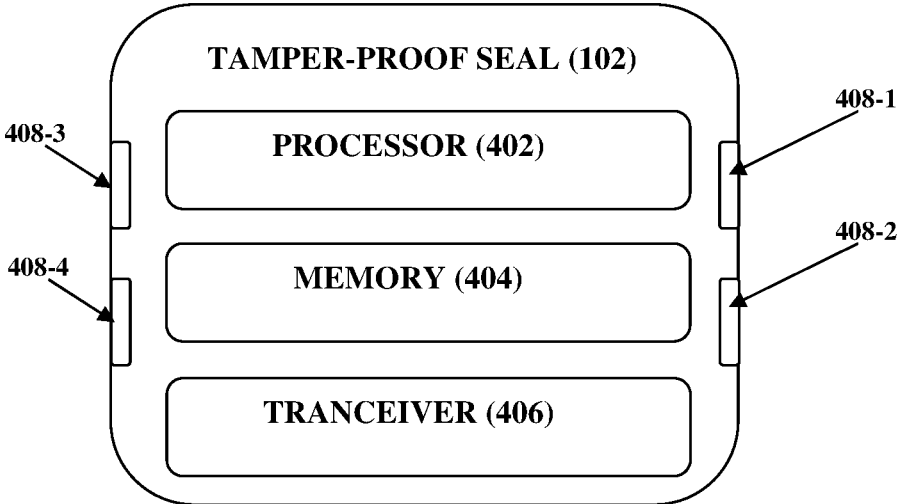 TAMPER-PROOF SEAL (102)
408-1
408-3
PROCESSOR (402)
408-2
408-4
MEMORY (404)
TRANCEIVER (406)